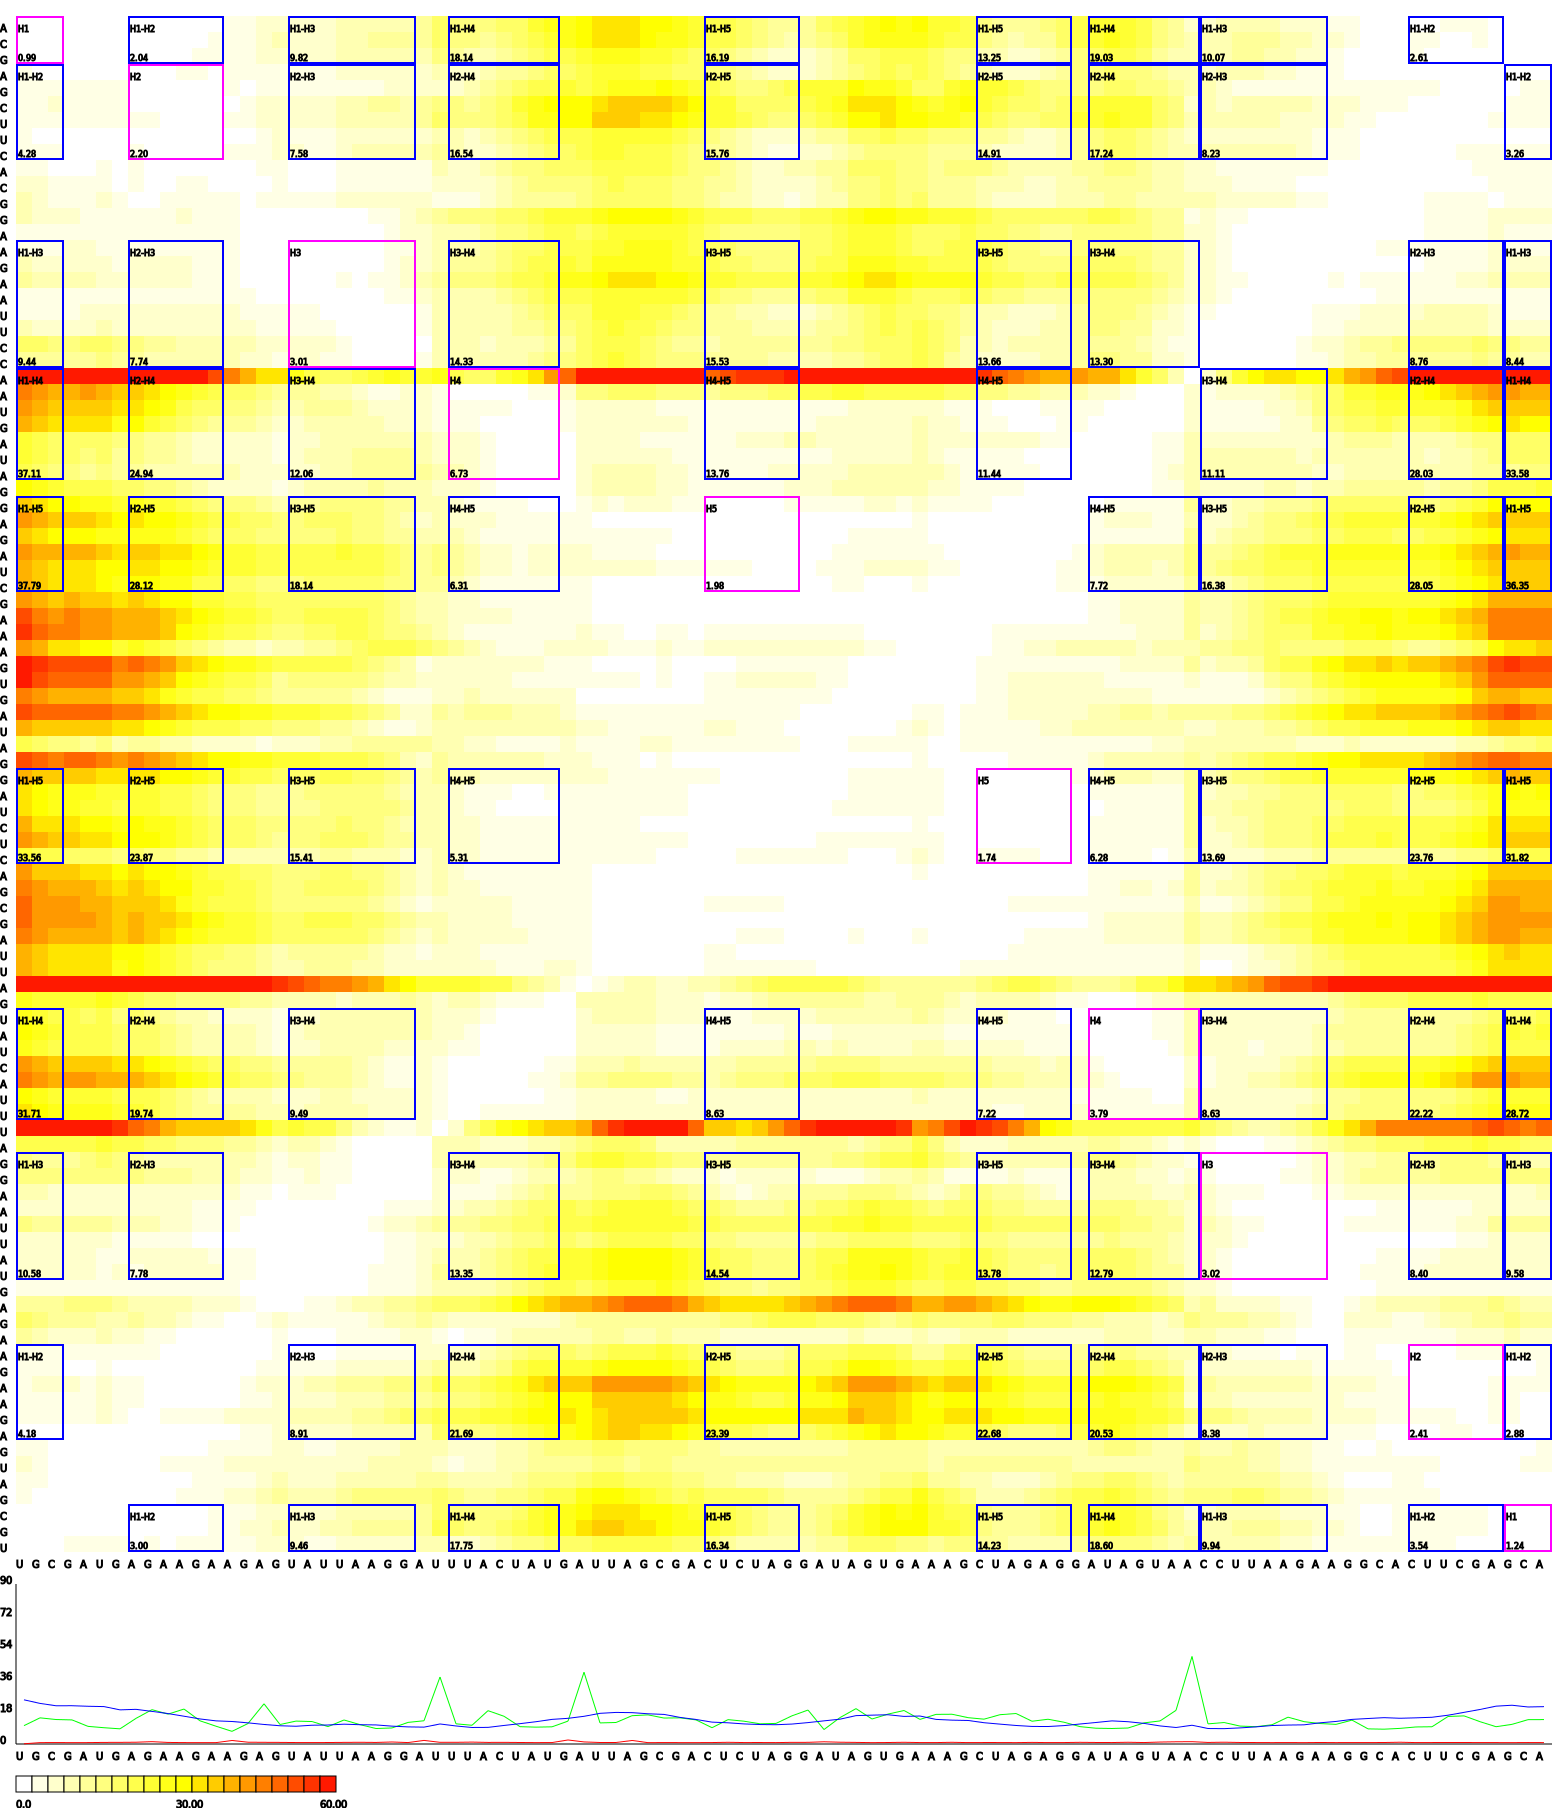 A H1 H1-H2 H1-H3 H1-H4 H1-H5 H1-H5 H1-H4 H1-H3 H1-H2
C
G 0.99 2.04 9.82 18.14 16.19 13.25 19.03 10.07 2.61
A H1-H2 H2 H2-H3 H2-H4 H2-H5 H2-H5 H2-H4 H2-H3 H1-H2
G
C
U
U
C 4.28 2.20 7.58 16.54 15.76 14.91 17.24 8.23 3.26
A
C
G
G
A
A H1-H3 H2-H3 H3 H3-H4 H3-H5 H3-H5 H3-H4 H2-H3 H1-H3
G
A
A
U
U
C
C 9.44 7.74 3.01 14.33 15.53 13.66 13.30 8.76 8.44
A H1-H4 H2-H4 H3-H4 H4 H4-H5 H4-H5 H3-H4 H2-H4 H1-H4
A
U
G
A
U
A 37.11 24.94 12.06 6.73 13.76 11.44 11.11 28.03 33.58
G
G H1-H5 H2-H5 H3-H5 H4-H5 H5 H4-H5 H3-H5 H2-H5 H1-H5
A
G
A
U
C 37.79 28.12 18.14 6.31 1.98 7.72 16.38 28.05 36.35
G
A
A
A
G
U
G
A
U
A
G
G H1-H5 H2-H5 H3-H5 H4-H5 H5 H4-H5 H3-H5 H2-H5 H1-H5
A
U
C
U
C 33.56 23.87 15.41 5.31 1.74 6.28 13.69 23.76 31.82
A
G
C
G
A
U
U
A
G
U H1-H4 H2-H4 H3-H4 H4-H5 H4-H5 H4 H3-H4 H2-H4 H1-H4
A
U
C
A
U
U 31.71 19.74 9.49 8.63 7.22 3.79 8.63 22.22 28.72
U
A
G H1-H3 H2-H3 H3-H4 H3-H5 H3-H5 H3-H4 H3 H2-H3 H1-H3
G
A
A
U
U
A
U 10.58 7.78 13.35 14.54 13.78 12.79 3.02 8.40 9.58
G
A
G
A
A H1-H2 H2-H3 H2-H4 H2-H5 H2-H5 H2-H4 H2-H3 H2 H1-H2
G
A
A
G
A 4.18 8.91 21.69 23.39 22.68 20.53 8.38 2.41 2.88
G
U
A
G
C H1-H2 H1-H3 H1-H4 H1-H5 H1-H5 H1-H4 H1-H3 H1-H2 H1
G
U 3.00 9.46 17.75 16.34 14.23 18.60 9.94 3.54 1.24
U G C G A U G A G A A G A A G A G U A U U A A G G A U U U A C U A U G A U U A G C G A C U C U A G G A U A G U G A A A G C U A G A G G A U A G U A A C C U U A A G A A G G C A C U U C G A G C A
90
72
54
36
18
0
U G C G A U G A G A A G A A G A G U A U U A A G G A U U U A C U A U G A U U A G C G A C U C U A G G A U A G U G A A A G C U A G A G G A U A G U A A C C U U A A G A A G G C A C U U C G A G C A
0.0 30.00 60.00